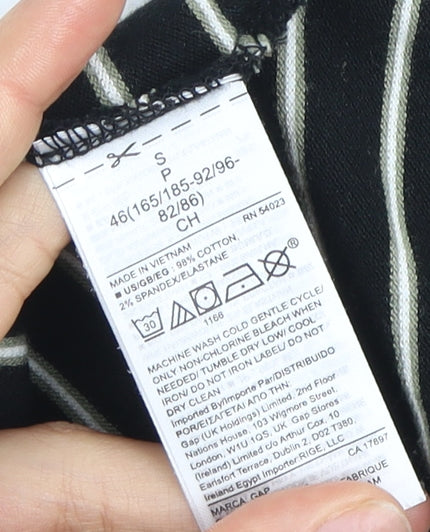 S
P
46(165/185-92/96-
82/86)
CH
RN 54023
MADE IN VIETNAM
■ US/GB/EG : 98% COTTON,
2% SPANDEX/ELASTANE
30
®
1166
MACHINE WASH COLD GENTLE CYCLE/
ONLY NON-CHLORINE BLEACH WHEN
NEEDED/ TUMBLE DRY LOW/ COOL
IRON/ DO NOT IRON LABEL/ DO NOT
DRY CLEAN
Imported By/Importe Par/DISTRIBUIDO
POR/ΕΙΣΑΓΕΤΑΙ ΑΠΟ ΤΗΝ:
Gap (UK Holdings) Limited, 2nd Floor
Nations House, 103 Wigmore Street,
London, W1U 1QS, UK. Gap Stores
(Ireland) Limited c/o Arthur Cox, 10
Earlsfort Terrace, Dublin 2, D02 T380,
Ireland Egypt Importer RIGE, LLC
CA 17897
MARCA. GAP
FABRIQUE